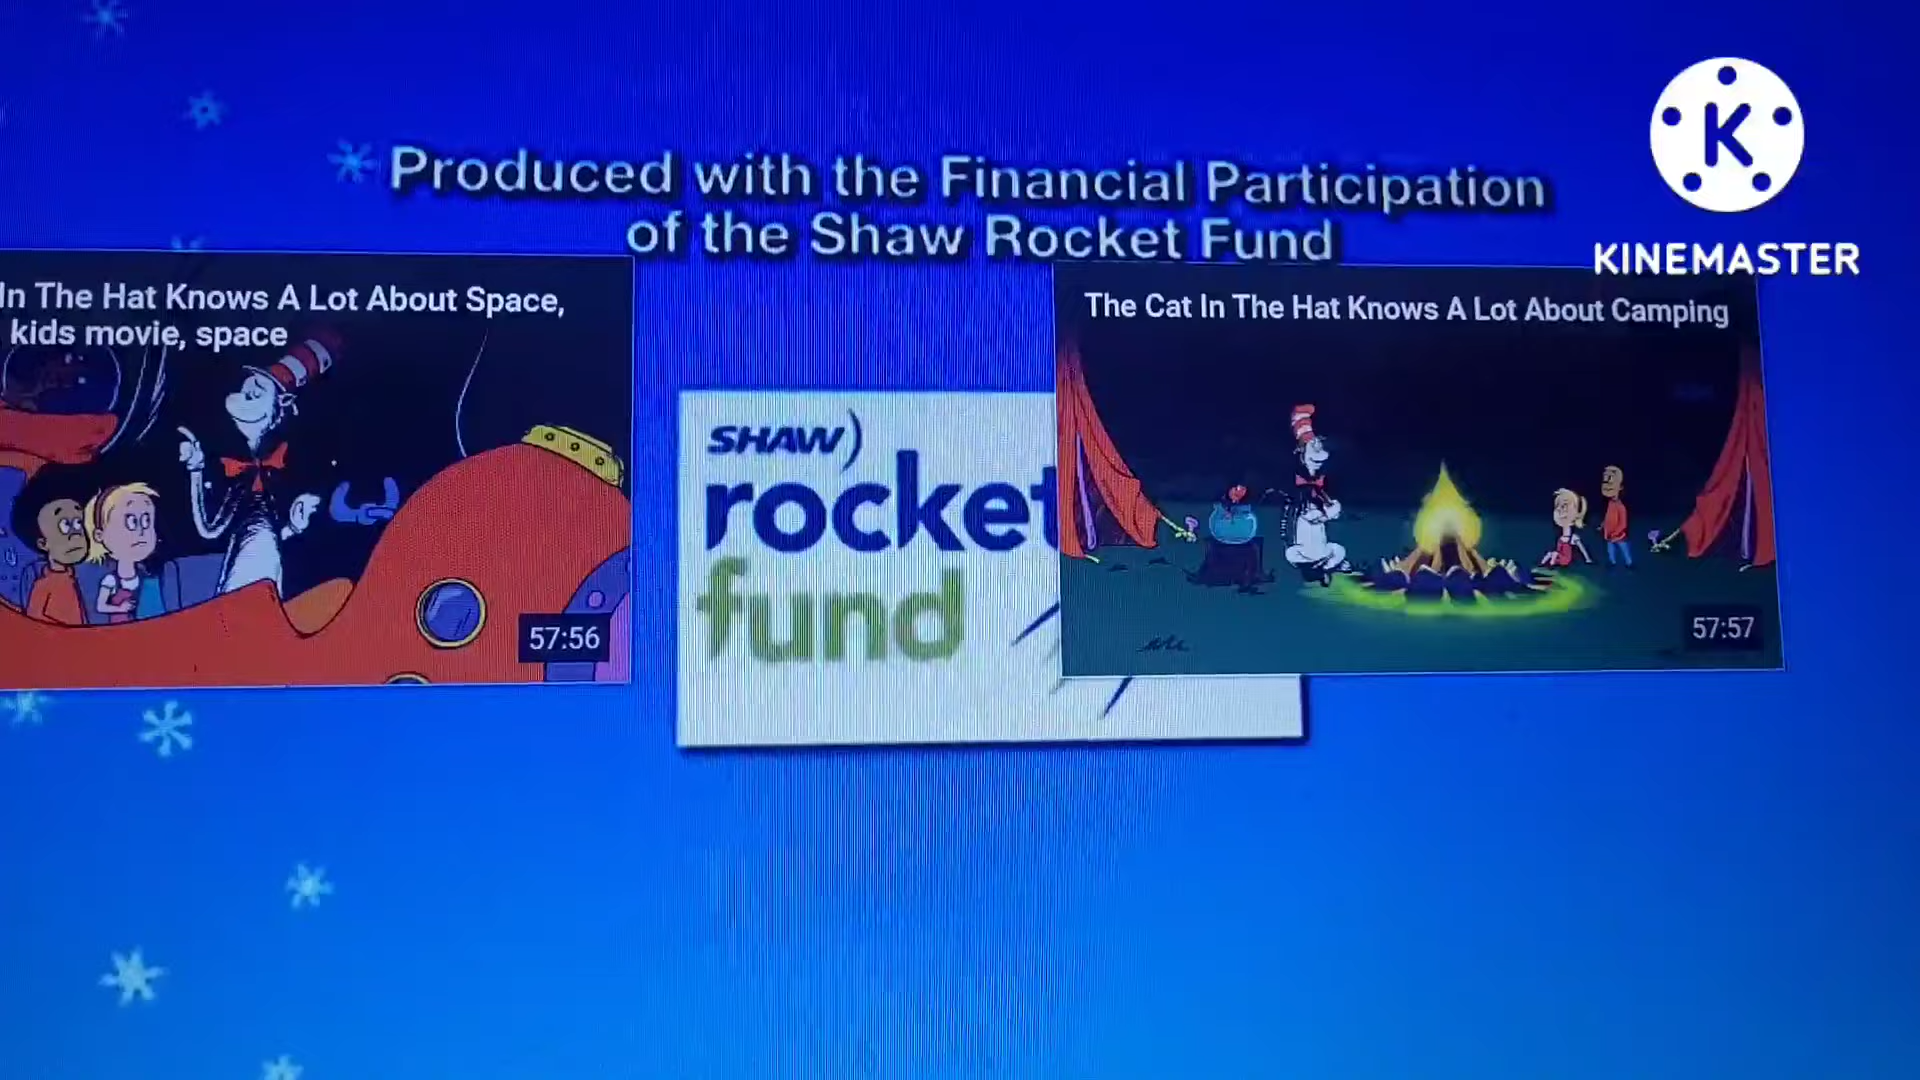 Produced with the Financial Participation
of the Shaw Rocket Fund
KINEMASTER
In The Hat Knows A Lot About Space,
kids movie, space
57:56
SHAW)
rocket
fund
The Cat In The Hat Knows A Lot About Camping
57:57